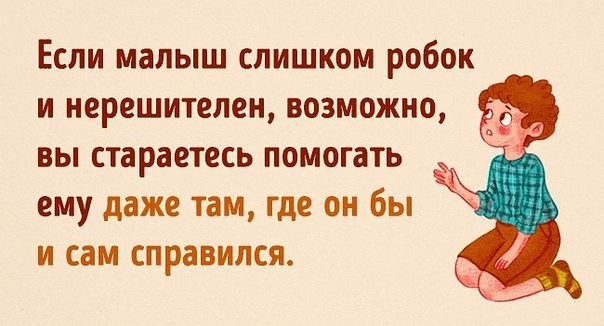 Если малыш слишком робок
и нерешителен, возможно,
вы стараетесь помогать
ему даже там, где он бы
и сам справился.